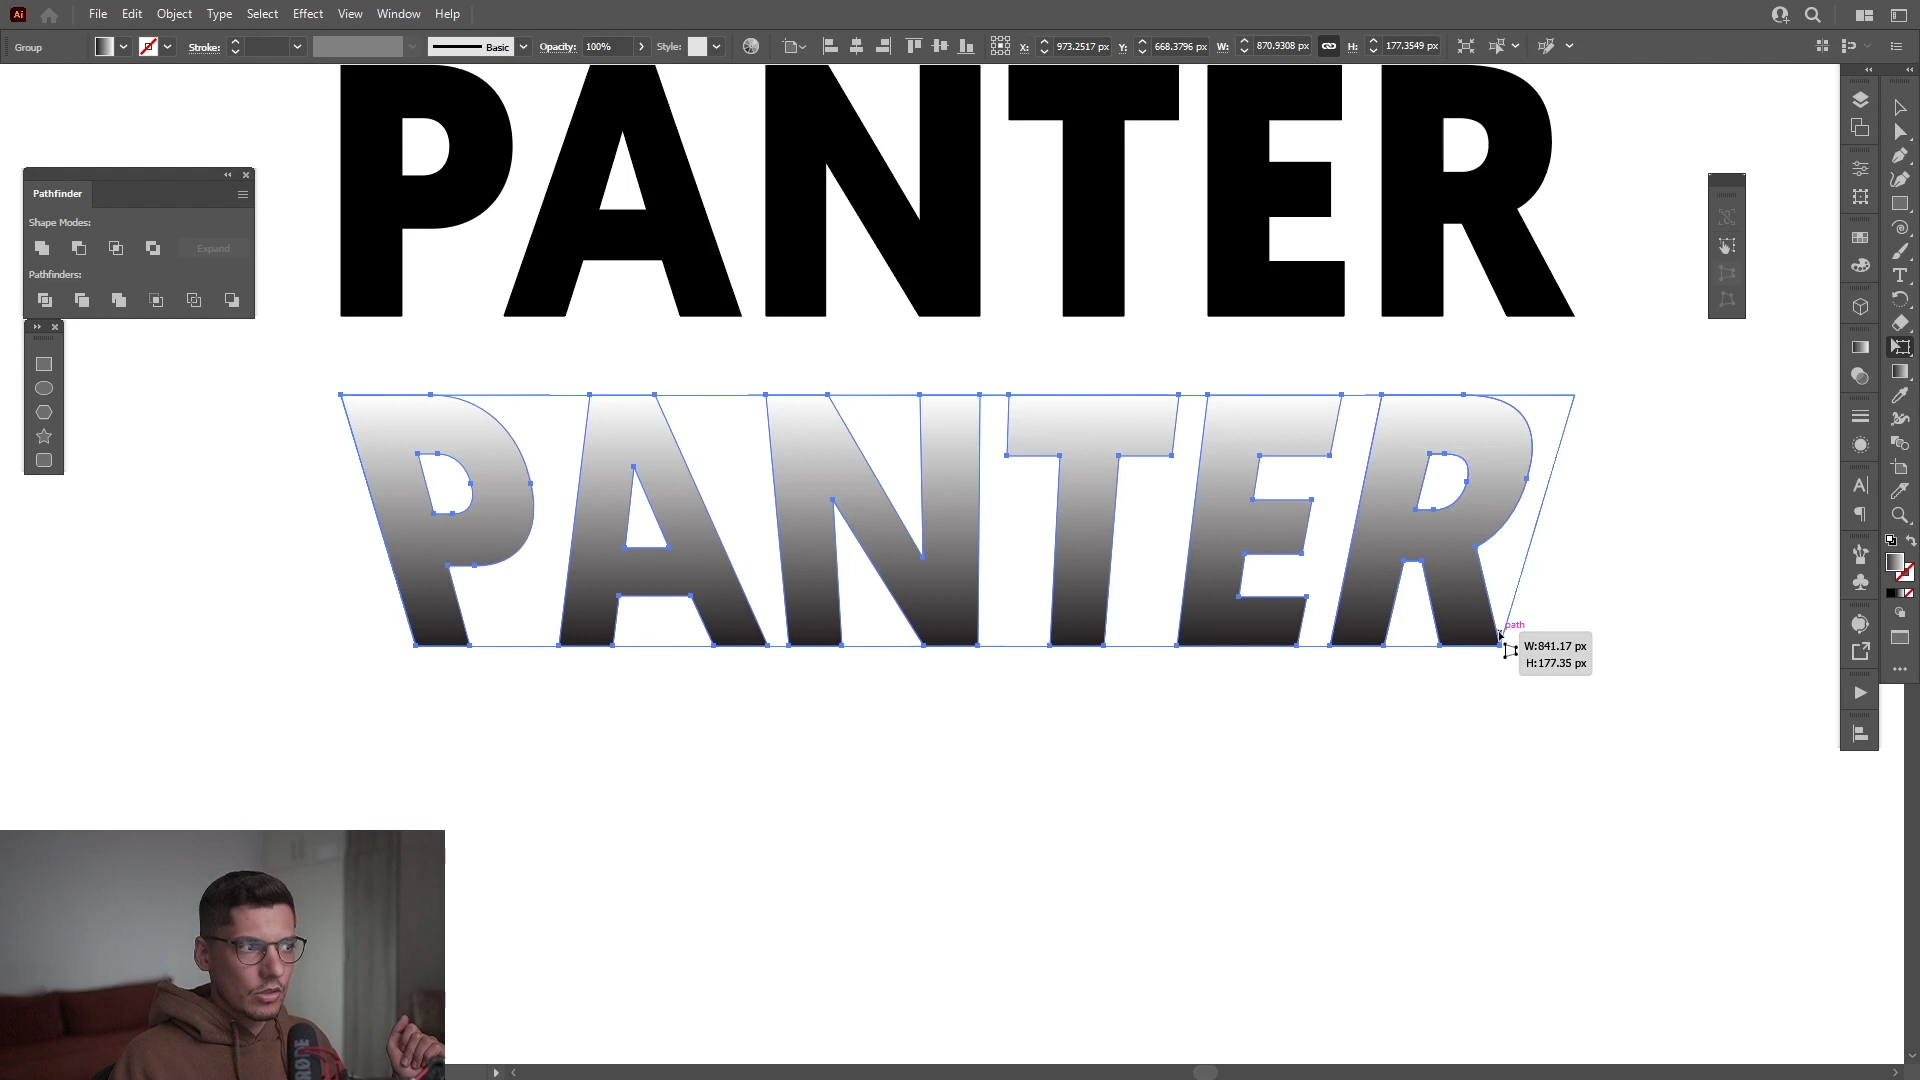 Ai File Edit Object Type Select Effect View Window Help
Group Stroke: Basic Opacity: 100% Style: X: 973.2517 px Y: 668.3796 px W: 870.9308 px H: 177.3549 px
PANTER
Pathfinder
Shape Modes:
Expand
Pathfinders:
PANTER
path
W:841.17 px
H:177.35 px
RØDE